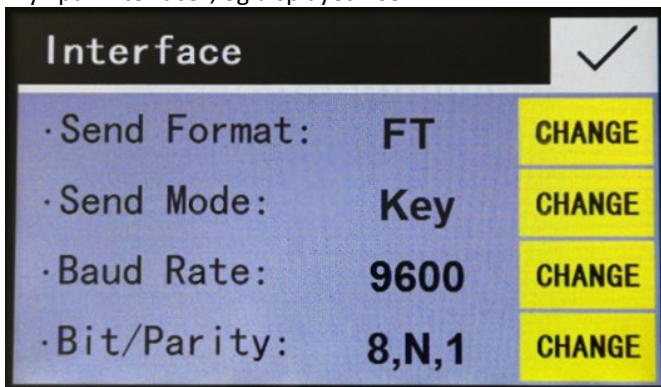 Interface
·Send Format: FT CHANGE
·Send Mode: Key CHANGE
·Baud Rate: 9600 CHANGE
·Bit/Parity: 8,N,1 CHANGE